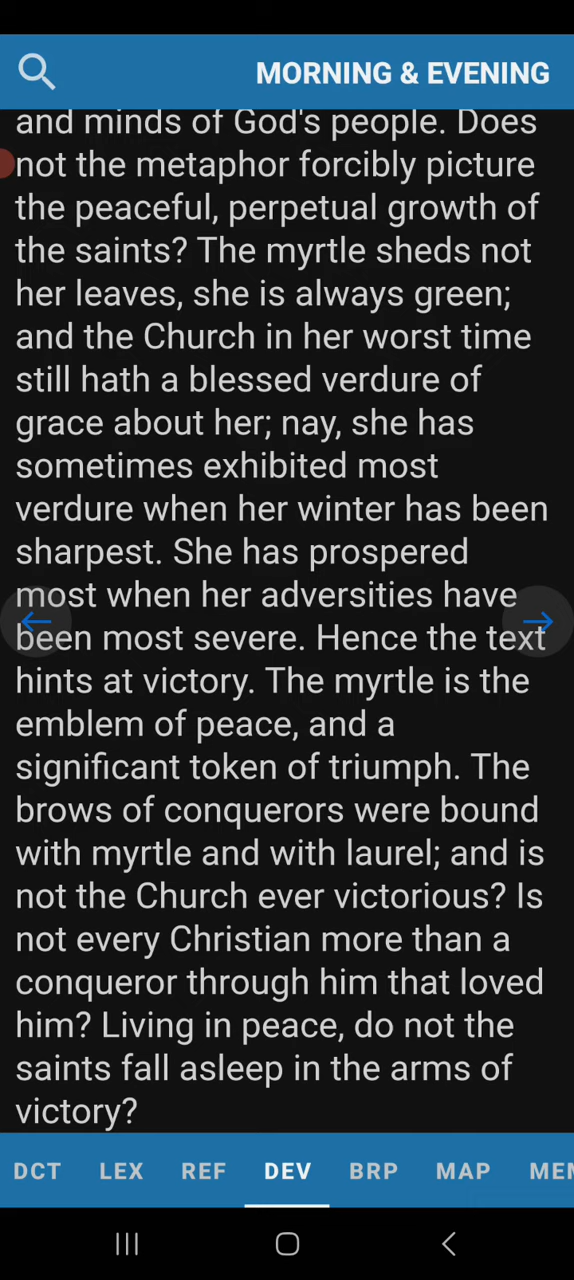 MORNING & EVENING
and minds of God's people. Does
not the metaphor forcibly picture
the peaceful, perpetual growth of
the saints? The myrtle sheds not
her leaves, she is always green;
and the Church in her worst time
still hath a blessed verdure of
grace about her; nay, she has
sometimes exhibited most
verdure when her winter has been
sharpest. She has prospered
most when her adversities have
been most severe. Hence the text
hints at victory. The myrtle is the
emblem of peace, and a
significant token of triumph. The
brows of conquerors were bound
with myrtle and with laurel; and is
not the Church ever victorious? Is
not every Christian more than a
conqueror through him that loved
him? Living in peace, do not the
saints fall asleep in the arms of
victory?
DCT LEX REF DEV BRP MAP MEM